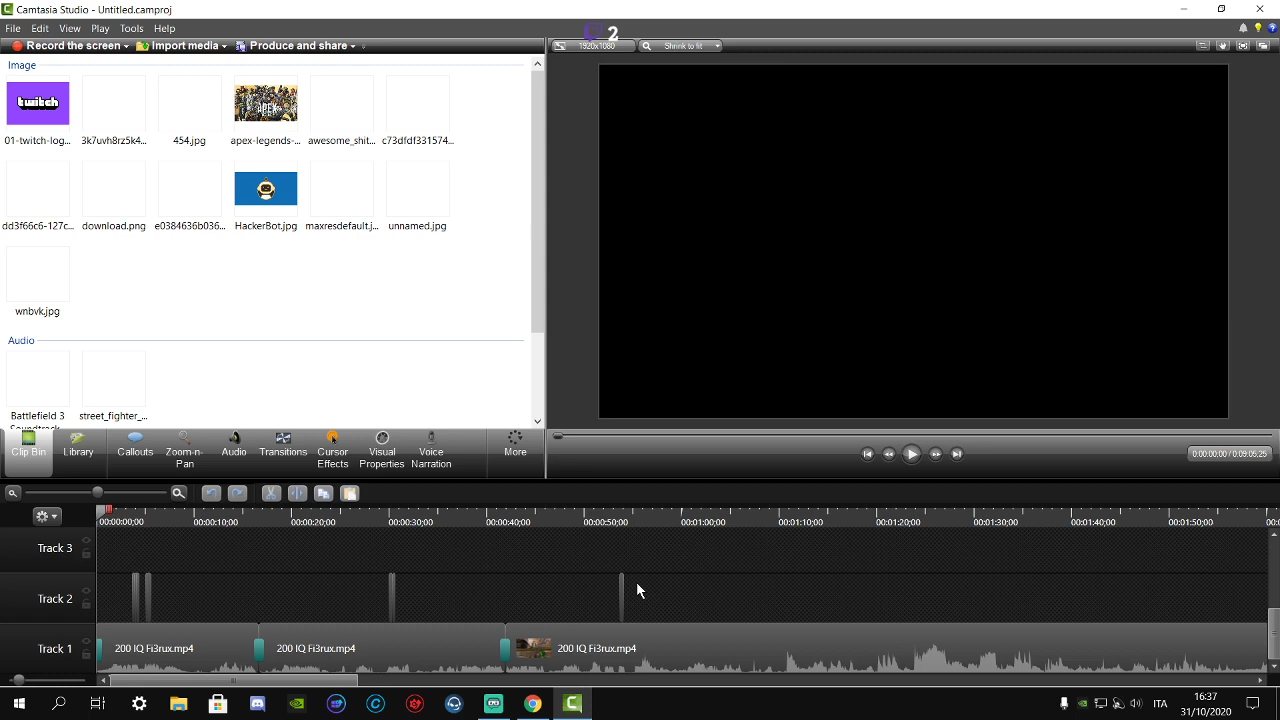 Camtasia Studio - Untitled.camproj
File Edit View Play Tools Help
2
Record the screen Import media Produce and share
1920x1080 Shrink to fit
Image
twitch
APEX
01-twitch-log... 3k7uvh8rz5k4... 454.jpg apex-legends-... awesome_shit... c73dfdf331574...
dd3f66c6-127c... download.png e0384636b036... HackerBot.jpg maxresdefault.j... unnamed.jpg
wnbvk.jpg
Audio
Battlefield 3 street_fighter_...
Soundtrack
Clip Bin Library Callouts Zoom-n-Pan Audio Transitions Cursor Effects Visual Properties Voice Narration More
0:00:00;00 / 0:09:05;25
00:00:00;00 00:00:10;00 00:00:20;00 00:00:30;00 00:00:40;00 00:00:50;00 00:01:00;00 00:01:10;00 00:01:20;00 00:01:30;00 00:01:40;00 00:01:50;00 00:0
Track 3
Track 2
Track 1 200 IQ Fi3rux.mp4 200 IQ Fi3rux.mp4 200 IQ Fi3rux.mp4
ITA 16:37
31/10/2020